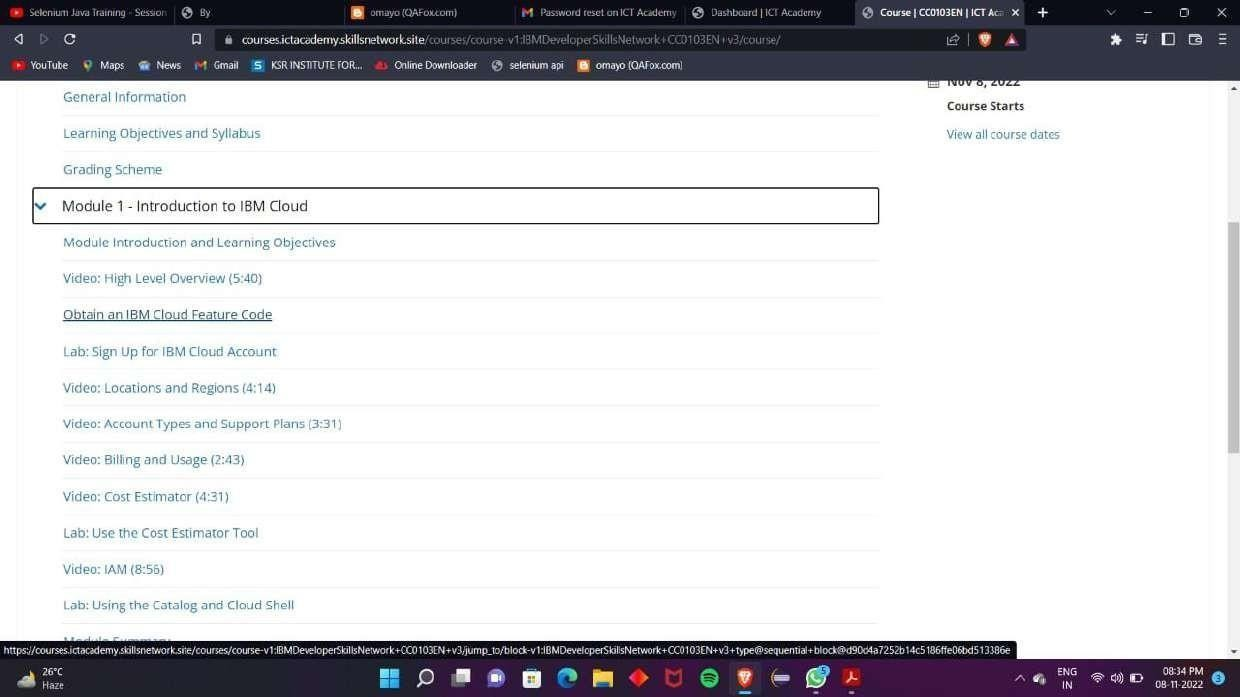 Selenium Java Training - Session
By
omayo (QAFox.com)
Password reset on ICT Academy
Dashboard | ICT Academy
Course | CC0103EN | ICT Aca
courses.ictacademy.skillsnetwork.site/courses/course-v1:IBMDeveloperSkillsNetwork+CC0103EN+v3/course/
YouTube
Maps
News
Gmail
KSR INSTITUTE FOR...
Online Downloader
selenium api
omayo (QAFox.com)
Nov 8, 2022
Course Starts
View all course dates
General Information
Learning Objectives and Syllabus
Grading Scheme
Module 1 - Introduction to IBM Cloud
Module Introduction and Learning Objectives
Video: High Level Overview (5:40)
Obtain an IBM Cloud Feature Code
Lab: Sign Up for IBM Cloud Account
Video: Locations and Regions (4:14)
Video: Account Types and Support Plans (3:31)
Video: Billing and Usage (2:43)
Video: Cost Estimator (4:31)
Lab: Use the Cost Estimator Tool
Video: IAM (8:56)
Lab: Using the Catalog and Cloud Shell
Module Summary
https://courses.ictacademy.skillsnetwork.site/courses/course-v1:IBMDeveloperSkillsNetwork+CC0103EN+v3/jump_to/block-v1:IBMDeveloperSkillsNetwork+CC0103EN+v3+type@sequential+block@d90d4a7252b14c5186ffe06bd513386e
26°C
Haze
5
ENG
IN
08:34 PM
08-11-2022
3